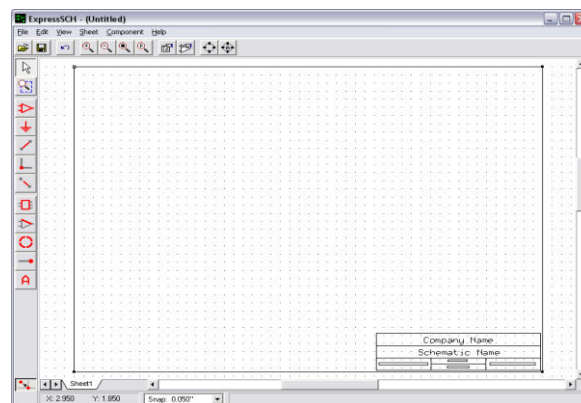 ExpressSCH - (Untitled)
File Edit View Sheet Component Help
Company Name
Schematic Name
Sheet1
X: 2.950 Y: 1.850 Snap: 0.050"